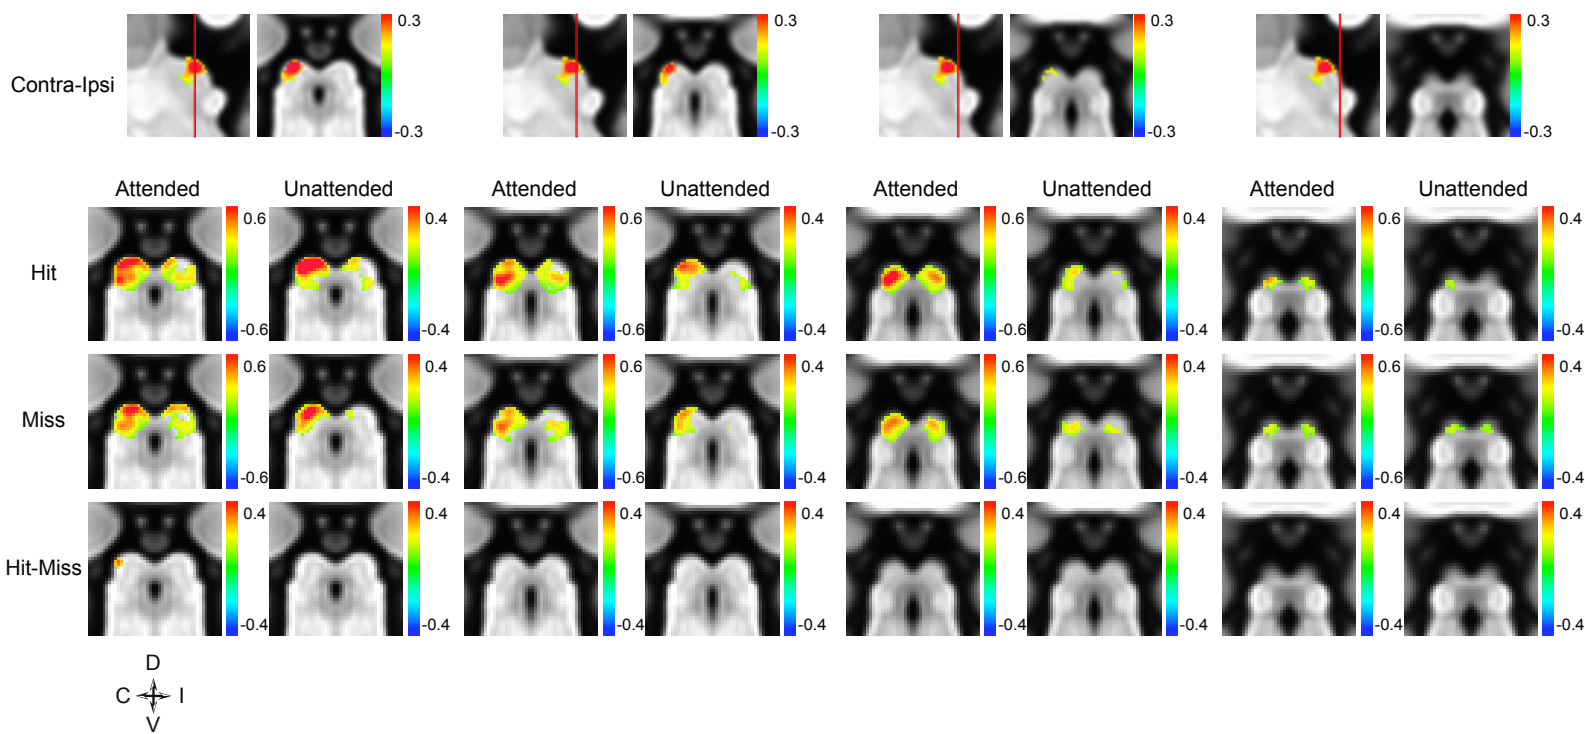 0.3 0.3 0.3 0.3
Contra-Ipsi
-0.3 -0.3 -0.3 -0.3
Attended Unattended Attended Unattended Attended Unattended Attended Unattended
0.6 0.4 0.6 0.4 0.6 0.4 0.6 0.4
Hit
-0.6 -0.4 -0.6 -0.4 -0.6 -0.4 -0.6 -0.4
0.6 0.4 0.6 0.4 0.6 0.4 0.6 0.4
Miss
-0.6 -0.4 -0.6 -0.4 -0.6 -0.4 -0.6 -0.4
0.4 0.4 0.4 0.4 0.4 0.4 0.4 0.4
Hit-Miss
-0.4 -0.4 -0.4 -0.4 -0.4 -0.4 -0.4 -0.4
D
C I
V